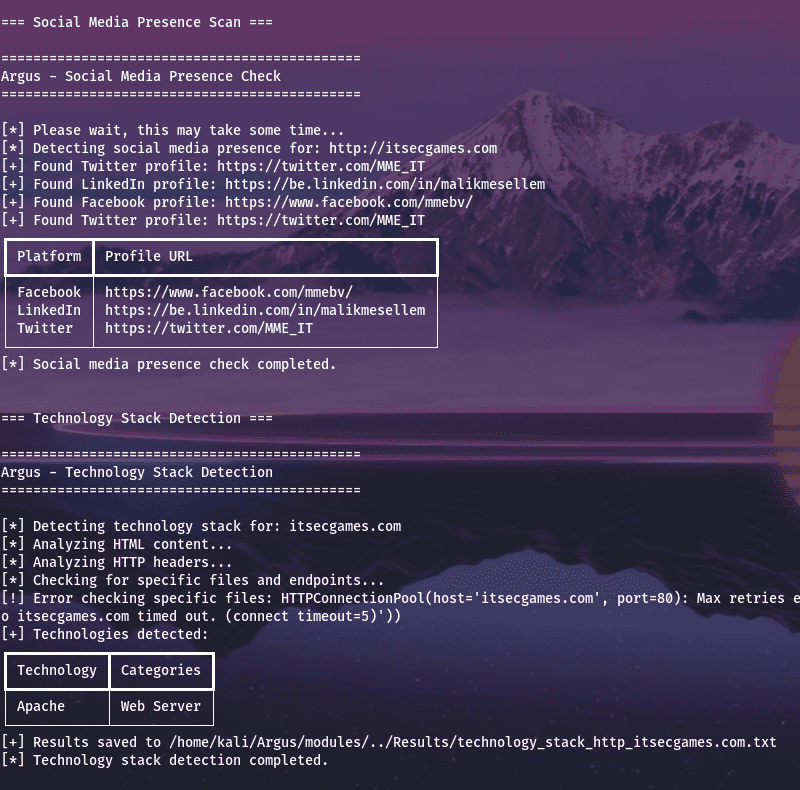 === Social Media Presence Scan ===
=============================================
Argus - Social Media Presence Check
=============================================
[*] Please wait, this may take some time...
[*] Detecting social media presence for: http://itsecgames.com
[+] Found Twitter profile: https://twitter.com/MME_IT
[+] Found LinkedIn profile: https://be.linkedin.com/in/malikmesellem
[+] Found Facebook profile: https://www.facebook.com/mmebv/
[+] Found Twitter profile: https://twitter.com/MME_IT
Platform Profile URL
Facebook https://www.facebook.com/mmebv/
LinkedIn https://be.linkedin.com/in/malikmesellem
Twitter https://twitter.com/MME_IT
[*] Social media presence check completed.
=== Technology Stack Detection ===
=============================================
Argus - Technology Stack Detection
=============================================
[*] Detecting technology stack for: itsecgames.com
[*] Analyzing HTML content...
[*] Analyzing HTTP headers...
[*] Checking for specific files and endpoints...
[!] Error checking specific files: HTTPConnectionPool(host='itsecgames.com', port=80): Max retries e
o itsecgames.com timed out. (connect timeout=5)'))
[+] Technologies detected:
Technology Categories
Apache Web Server
[+] Results saved to /home/kali/Argus/modules/../Results/technology_stack_http_itsecgames.com.txt
[*] Technology stack detection completed.